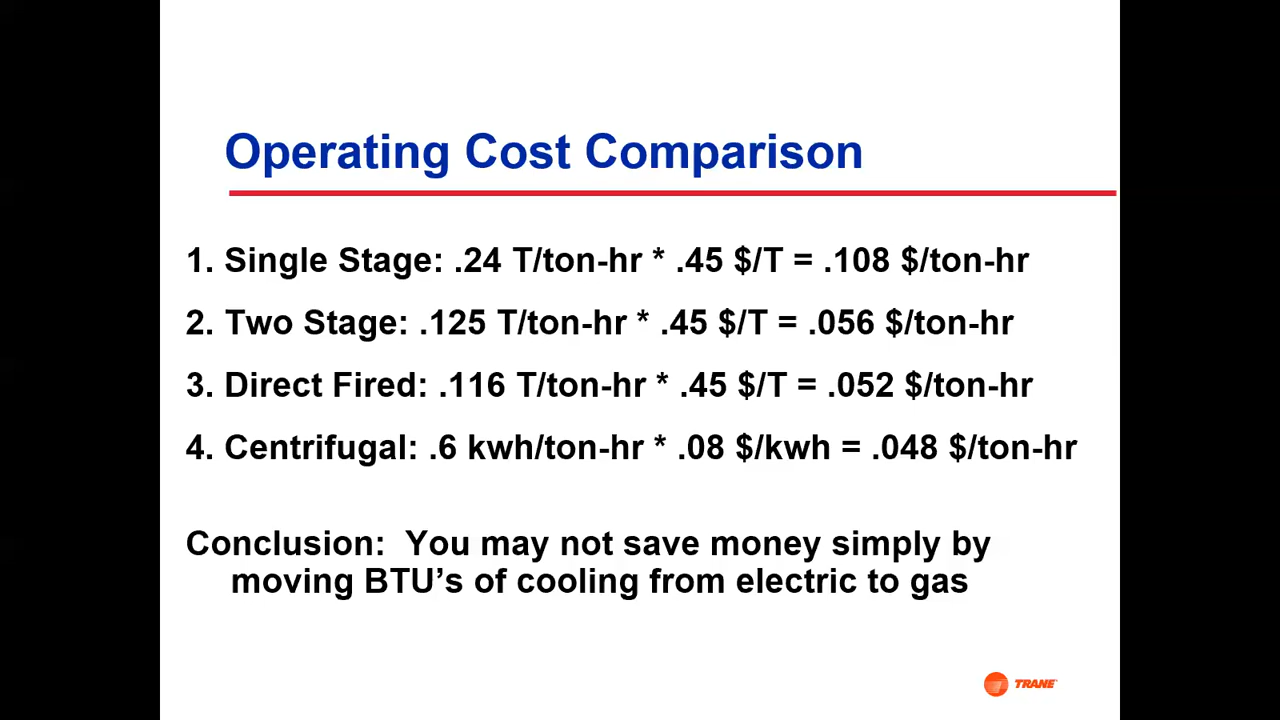 Operating Cost Comparison
1. Single Stage: .24 T/ton-hr * .45 $/T = .108 $/ton-hr
2. Two Stage: .125 T/ton-hr * .45 $/T = .056 $/ton-hr
3. Direct Fired: .116 T/ton-hr * .45 $/T = .052 $/ton-hr
4. Centrifugal: .6 kwh/ton-hr * .08 $/kwh = .048 $/ton-hr
Conclusion: You may not save money simply by
moving BTU’s of cooling from electric to gas
TRANE